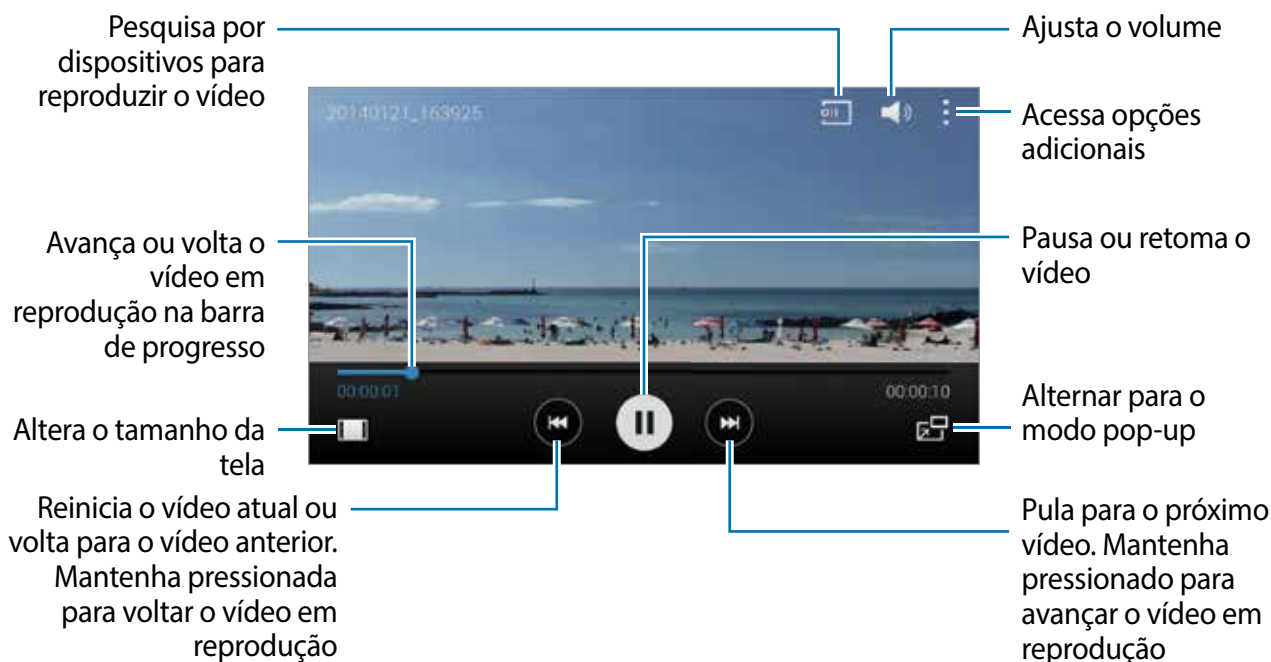 Pesquisa por
dispositivos para
reproduzir o vídeo
Ajusta o volume
20140121_163925
Acessa opções
adicionais
Avança ou volta o
vídeo em
reprodução na barra
de progresso
Pausa ou retoma o
vídeo
00:00:01
00:00:10
Altera o tamanho da
tela
Alternar para o
modo pop-up
Reinicia o vídeo atual ou
volta para o vídeo anterior.
Mantenha pressionada
para voltar o vídeo em
reprodução
Pula para o próximo
vídeo. Mantenha
pressionado para
avançar o vídeo em
reprodução